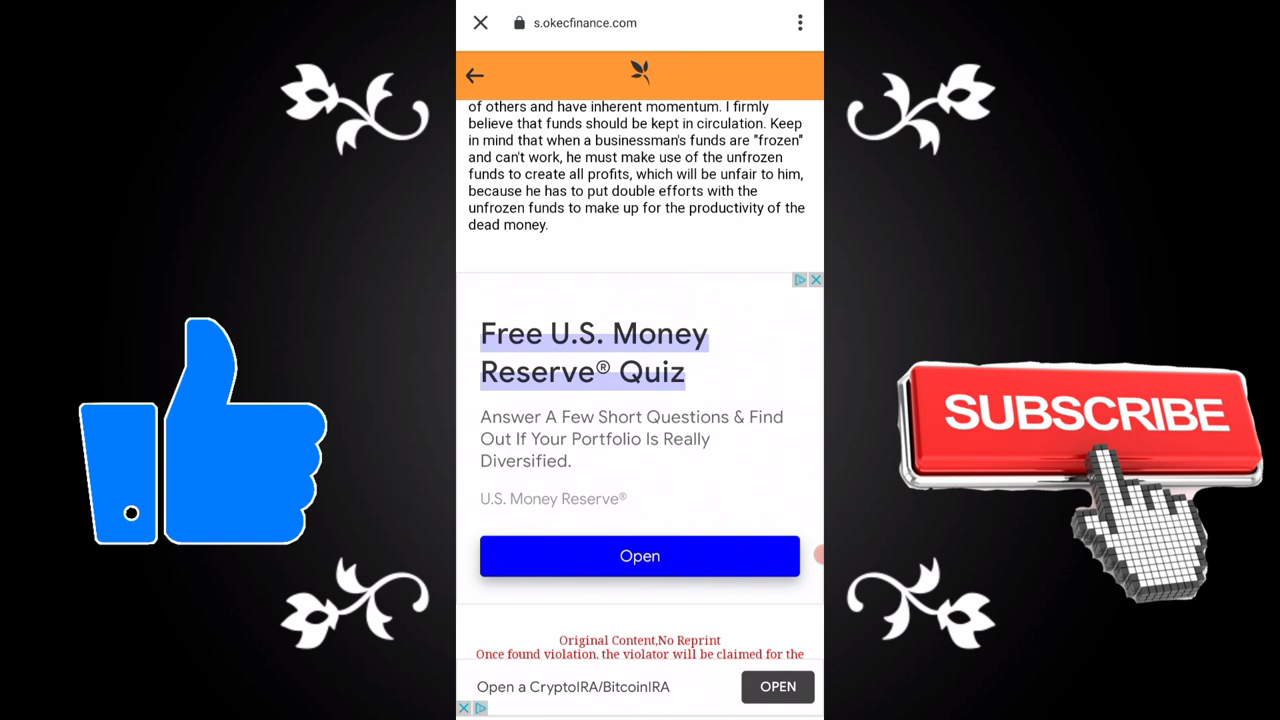 s.okecfinance.com
of others and have inherent momentum. I firmly
believe that funds should be kept in circulation. Keep
in mind that when a businessman's funds are "frozen"
and can't work, he must make use of the unfrozen
funds to create all profits, which will be unfair to him,
because he has to put double efforts with the
unfrozen funds to make up for the productivity of the
dead money.
Free U.S. Money
Reserve® Quiz
Answer A Few Short Questions & Find
Out If Your Portfolio Is Really
Diversified.
U.S. Money Reserve®
Open
SUBSCRIBE
Original Content,No Reprint
Once found violation, the violator will be claimed for the
Open a CryptoIRA/BitcoinIRA
OPEN